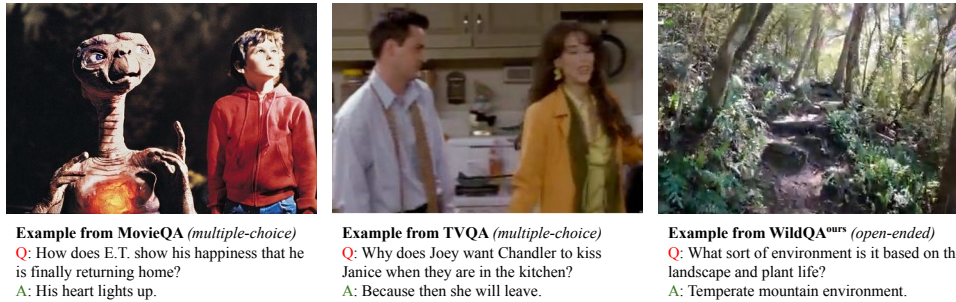 Example from MovieQA (multiple-choice)
Q: How does E.T. show his happiness that he
is finally returning home?
A: His heart lights up.
Example from TVQA (multiple-choice)
Q: Why does Joey want Chandler to kiss
Janice when they are in the kitchen?
A: Because then she will leave.
Example from WildQAours (open-ended)
Q: What sort of environment is it based on th
landscape and plant life?
A: Temperate mountain environment.